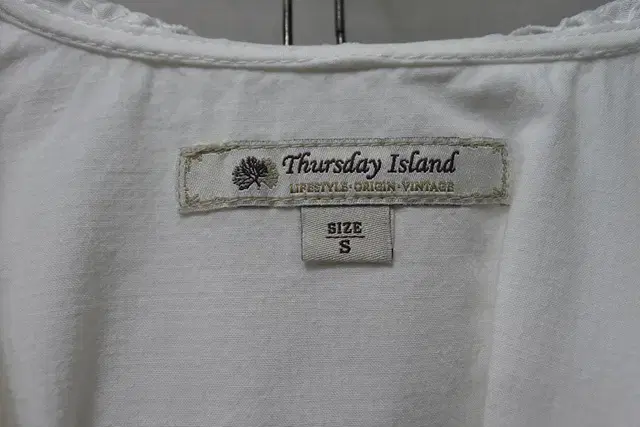 Thursday Island
LIFESTYLE·ORIGIN·VINTAGE
SIZE
S